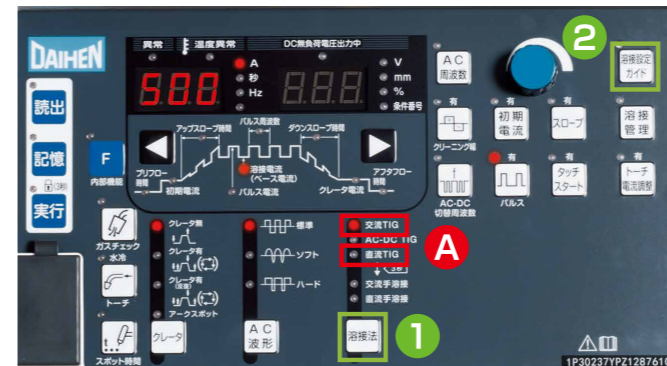 DAIHEN
異常
温度異常
DC無負荷電圧出力中
500
A
秒
Hz
888
V
mm
%
条件番号
AC
周波数
2
溶接設定
ガイド
有
クリーニング幅
有
初期
電流
有
スロープ
溶接
管理
AC-DC
切替周波数
有
パルス
有
タッチ
スタート
有
トーチ
電流調整
読出
記憶
(3秒)
実行
F
内部機能
ガスチェック
水冷
トーチ
スポット時間
アップスロープ時間
パルス周波数
ダウンスロープ時間
プリフロー
時間
初期電流
溶接電流
(ベース電流)
パルス電流
クレータ電流
アフタフロー
時間
クレータ無
クレータ有
クレータ有
(反復)
アークスポット
クレータ
標準
ソフト
ハード
AC
波形
交流TIG
AC-DC TIG
直流TIG
A
3秒
交流手溶接
直流手溶接
溶接法
1
1P30237YPZ1287610